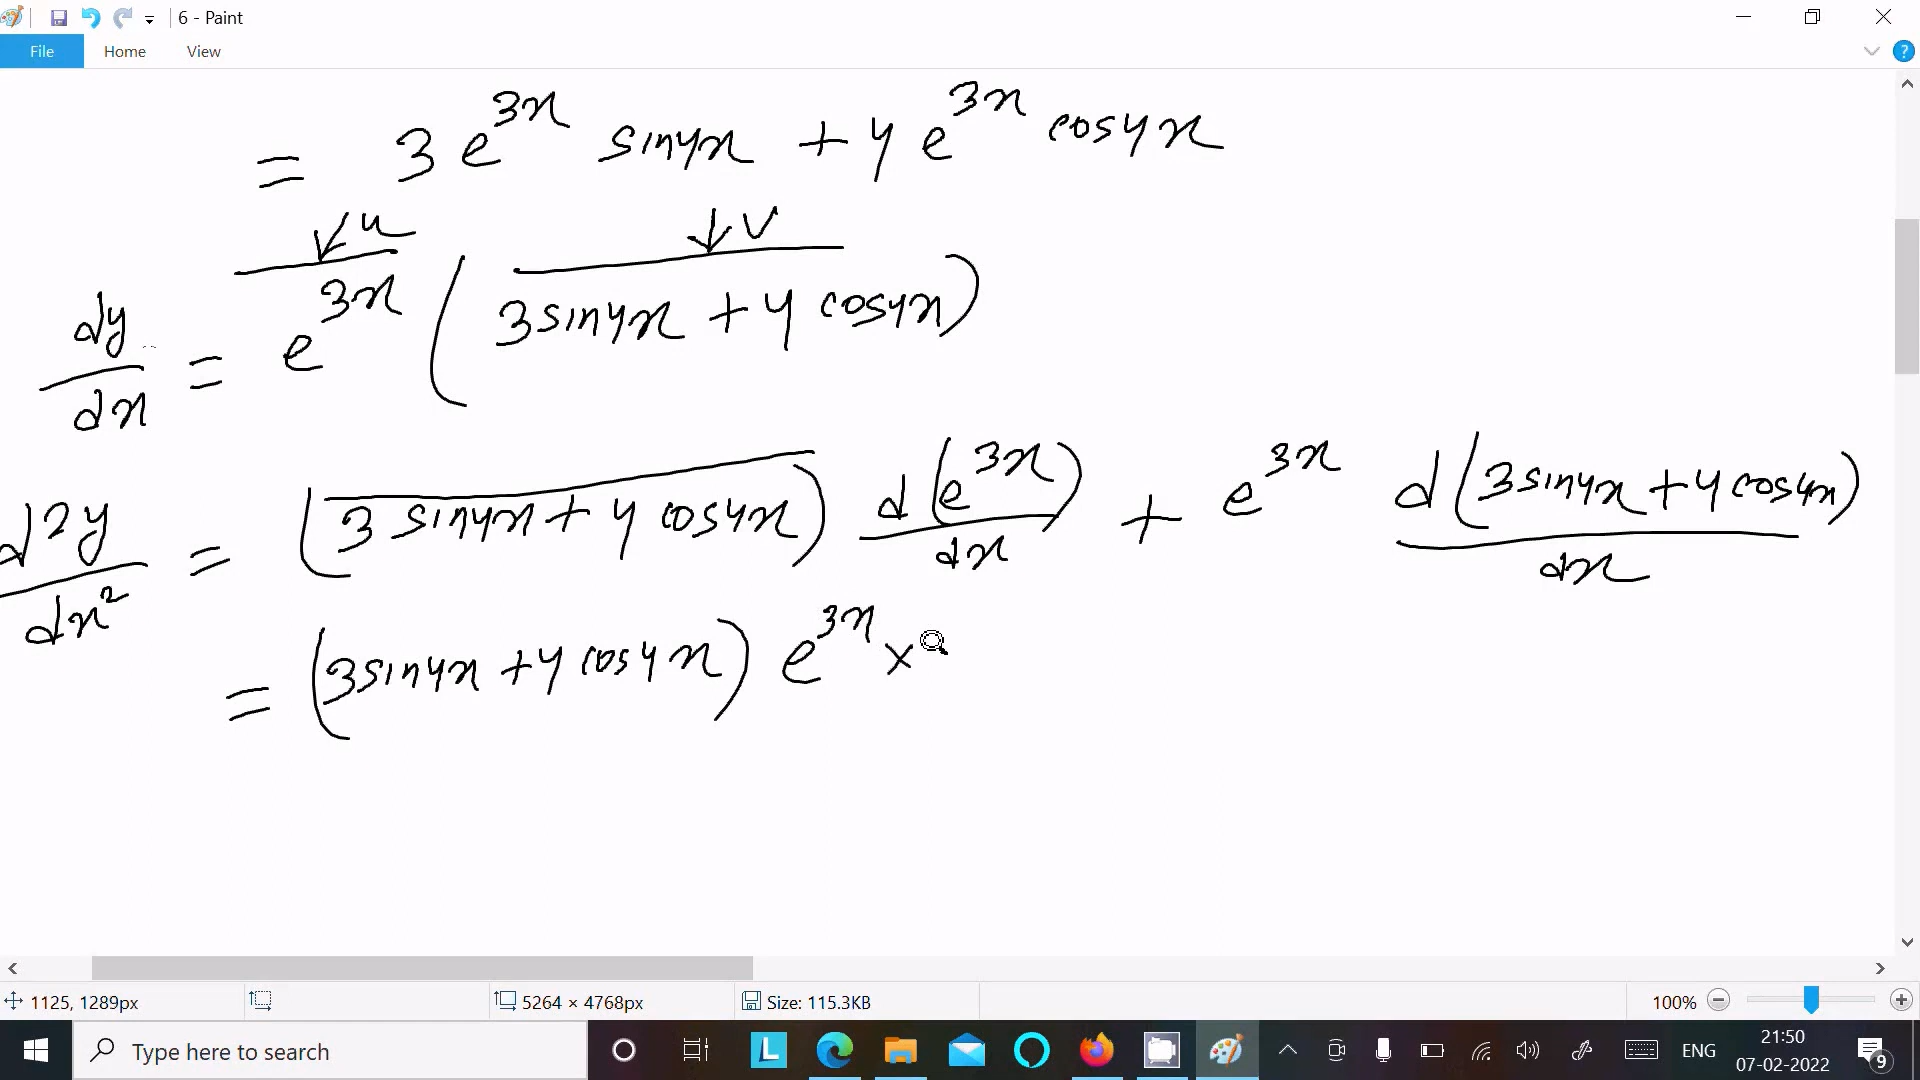 6 - Paint
File Home View
= 3 e^3x sin4x + 4 e^3x cos4x
u v
dy/dx = e^3x (3sin4x + 4 cos4x)
d2y/dx² = (3 sin4x + 4 cos4x) d(e^3x)/dx + e^3x d(3sin4x + 4 cos4x)/dx
= (3sin4x + 4 cos4x) e^3x ×
1125, 1289px 5264 × 4768px Size: 115.3KB 100%
Type here to search L ENG 21:50
07-02-2022 9